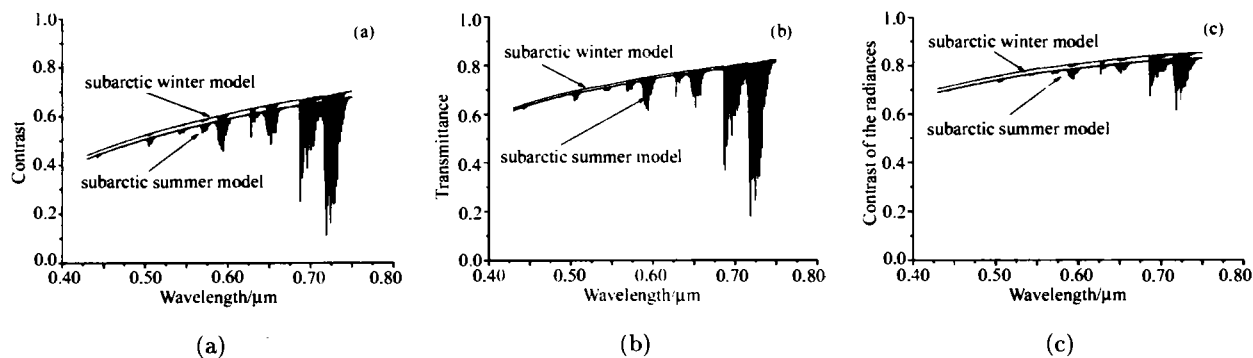 1.0
0.8
0.6
0.4
0.2
0.0
Contrast
(a)
subarctic winter model
subarctic summer model
0.40 0.50 0.60 0.70 0.80
Wavelength/μm
(a)
1.0
0.8
0.6
0.4
0.2
0.0
Transmittance
(b)
subarctic winter model
subarctic summer model
0.40 0.50 0.60 0.70 0.80
Wavelength/μm
(b)
1.0
0.8
0.6
0.4
0.2
0.0
Contrast of the radiances
(c)
subarctic winter model
subarctic summer model
0.40 0.50 0.60 0.70 0.80
Wavelength/μm
(c)